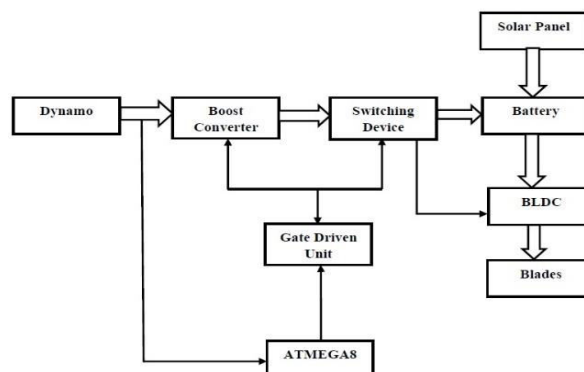 Solar Panel
Dynamo
Boost
Converter
Switching
Device
Battery
BLDC
Gate Driven
Unit
Blades
ATMEGA8